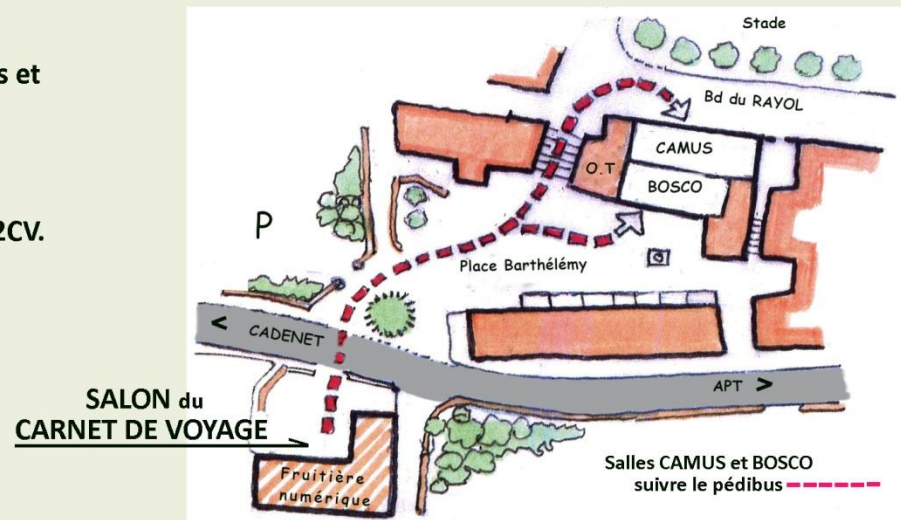 s et
2CV.
Stade
Bd du RAYOL
CAMUS
O.T
BOSCO
P
Place Barthélémy
< CADENET
APT >
SALON du
CARNET DE VOYAGE
Fruitière
numérique
Salles CAMUS et BOSCO
suivre le pédibus